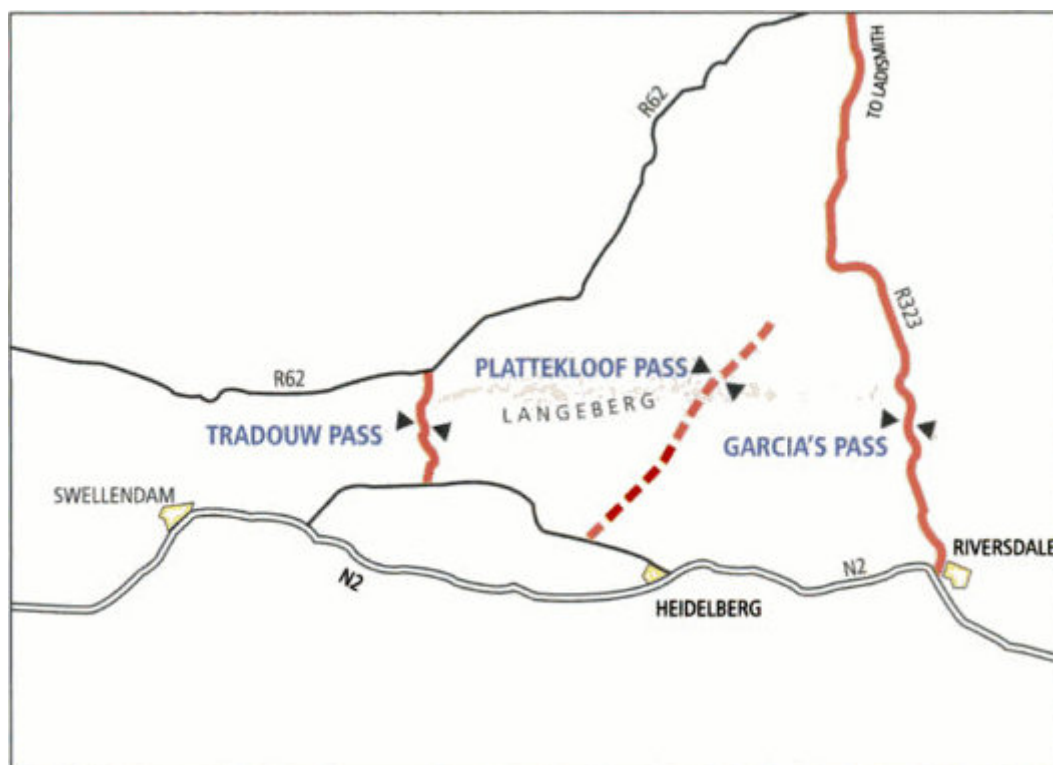 R62
TO LADISMITH
R323
PLATTEKLOOF PASS
R62
LANGEBERG
TRADOUW PASS
GARCIA'S PASS
SWELLENDAM
RIVERSDALE
N2
N2
HEIDELBERG